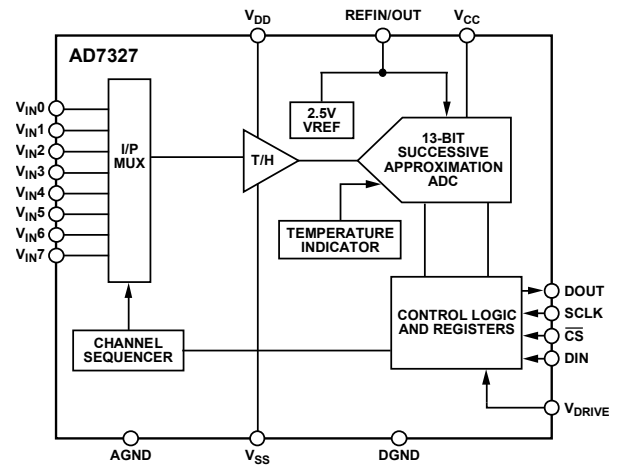 VDD
REFIN/OUT
VCC
AD7327
VIN0
VIN1
VIN2
VIN3
VIN4
VIN5
VIN6
VIN7
I/P
MUX
2.5V
VREF
T/H
13-BIT
SUCCESSIVE
APPROXIMATION
ADC
TEMPERATURE
INDICATOR
CHANNEL
SEQUENCER
CONTROL LOGIC
AND REGISTERS
DOUT
SCLK
CS
DIN
VDRIVE
AGND
VSS
DGND